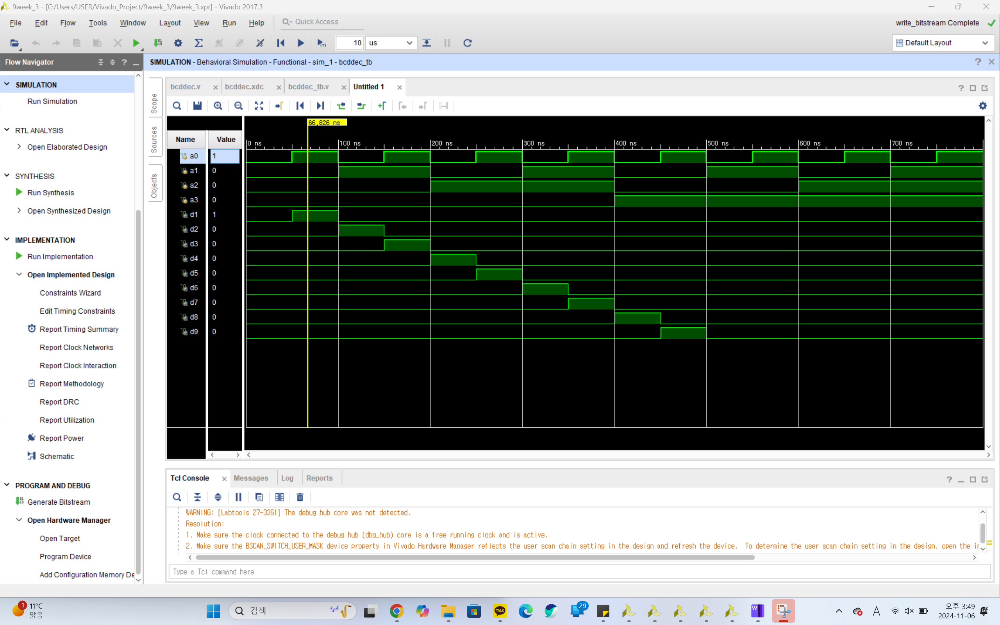 9week_3 - [C:/Users/USER/Vivado_Project/9week_3/9week_3.xpr] - Vivado 2017.3
File Edit Flow Tools Window Layout View Run Help Quick Access
write_bitstream Complete
10 us
Default Layout
Flow Navigator
SIMULATION
Run Simulation
RTL ANALYSIS
Open Elaborated Design
SYNTHESIS
Run Synthesis
Open Synthesized Design
IMPLEMENTATION
Run Implementation
Open Implemented Design
Constraints Wizard
Edit Timing Constraints
Report Timing Summary
Report Clock Networks
Report Clock Interaction
Report Methodology
Report DRC
Report Utilization
Report Power
Schematic
PROGRAM AND DEBUG
Generate Bitstream
Open Hardware Manager
Open Target
Program Device
Add Configuration Memory De
SIMULATION - Behavioral Simulation - Functional - sim_1 - bcddec_tb
Scope
Sources
Objects
bcddec.v bcddec.xdc bcddec_tb.v Untitled 1
66,826 ns
Name Value
0 ns 100 ns 200 ns 300 ns 400 ns 500 ns 600 ns 700 ns
a0 1
a1 0
a2 0
a3 0
d1 1
d2 0
d3 0
d4 0
d5 0
d6 0
d7 0
d8 0
d9 0
Tcl Console Messages Log Reports
WARNING: [Labtools 27-3361] The debug hub core was not detected.
Resolution:
1. Make sure the clock connected to the debug hub (dbg_hub) core is a free running clock and is active.
2. Make sure the BSCAN_SWITCH_USER_MASK device property in Vivado Hardware Manager reflects the user scan chain setting in the design and refresh the device.  To determine the user scan chain setting in the design, open the
Type a Tcl command here
1
11°C
맑음
검색
TALK
29
W
A
오후 3:49
2024-11-06